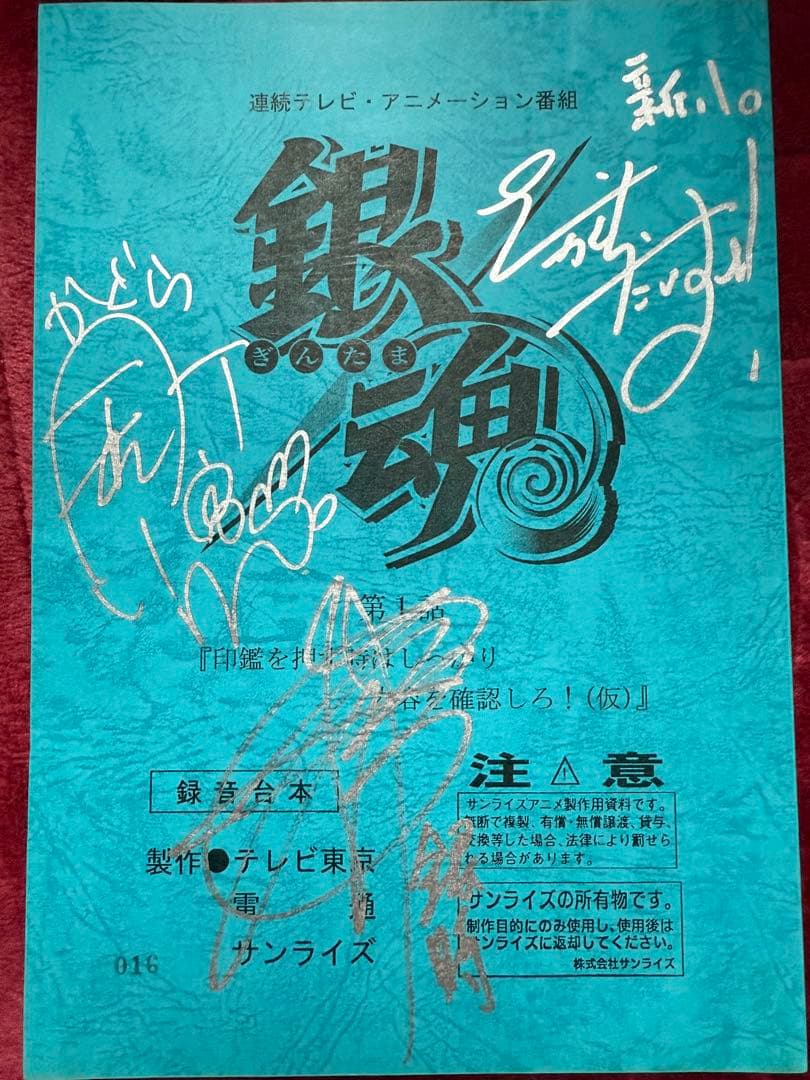 連続テレビ・アニメーション番組
新八
銀魂
ぎんたま
かぐら
第1話
『印鑑を押す時はしっかり
を確認しろ！(仮)』
録音台本
製作●テレビ東京
電通
サンライズ
016
注⚠意
サンライズアニメ製作用資料です。
無断で複製、有償・無償譲渡、貸与、
交換等した場合、法律により罰せら
れる場合があります。
サンライズの所有物です。
制作目的にのみ使用し、使用後は
サンライズに返却してください。
株式会社サンライズ
銀時